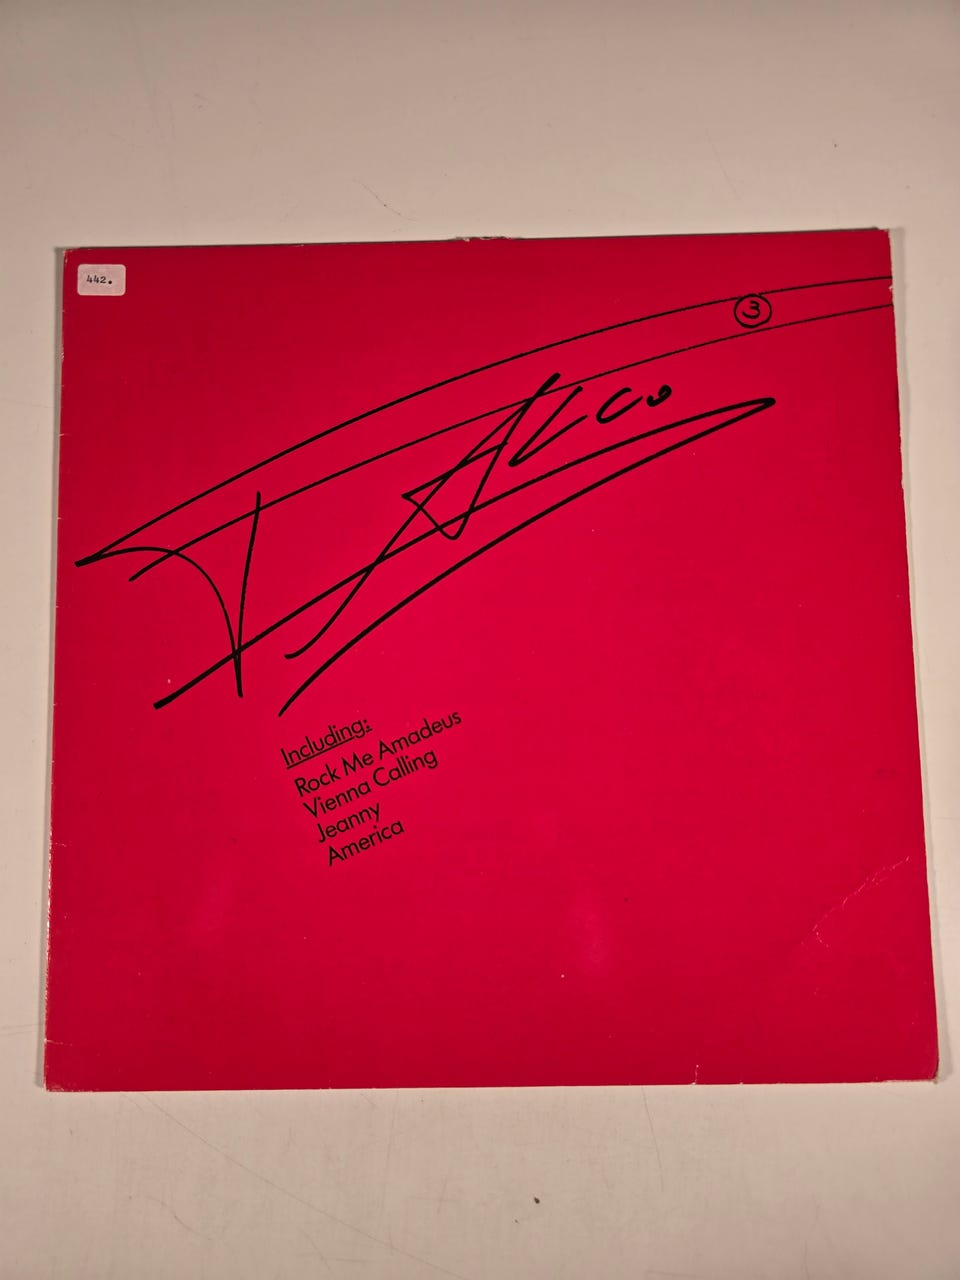 442.
3
FALCO
Including:
Rock Me Amadeus
Vienna Calling
Jeanny
America